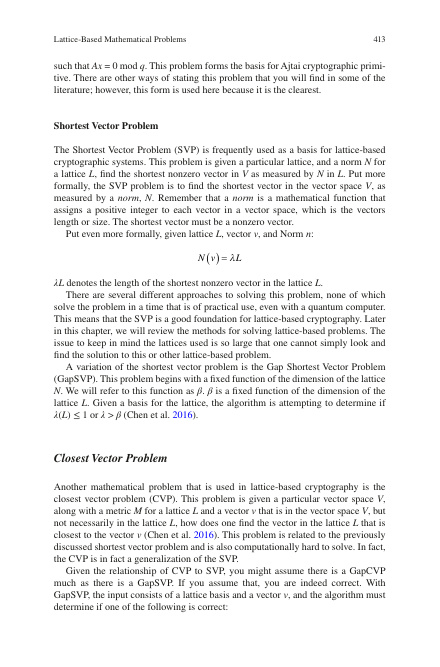 Lattice-Based Mathematical Problems 413
such that Ax = 0 mod q. This problem forms the basis for Ajtai cryptographic primi-
tive. There are other ways of stating this problem that you will find in some of the
literature; however, this form is used here because it is the clearest.
Shortest Vector Problem
The Shortest Vector Problem (SVP) is frequently used as a basis for lattice-based
cryptographic systems. This problem is given a particular lattice, and a norm N for
a lattice L, find the shortest nonzero vector in V as measured by N in L. Put more
formally, the SVP problem is to find the shortest vector in the vector space V, as
measured by a norm, N. Remember that a norm is a mathematical function that
assigns a positive integer to each vector in a vector space, which is the vectors
length or size. The shortest vector must be a nonzero vector.
Put even more formally, given lattice L, vector v, and Norm n:
N(v) = λL
λL denotes the length of the shortest nonzero vector in the lattice L.
There are several different approaches to solving this problem, none of which
solve the problem in a time that is of practical use, even with a quantum computer.
This means that the SVP is a good foundation for lattice-based cryptography. Later
in this chapter, we will review the methods for solving lattice-based problems. The
issue to keep in mind the lattices used is so large that one cannot simply look and
find the solution to this or other lattice-based problem.
A variation of the shortest vector problem is the Gap Shortest Vector Problem
(GapSVP). This problem begins with a fixed function of the dimension of the lattice
N. We will refer to this function as β. β is a fixed function of the dimension of the
lattice L. Given a basis for the lattice, the algorithm is attempting to determine if
λ(L) ≤ 1 or λ > β (Chen et al. 2016).
Closest Vector Problem
Another mathematical problem that is used in lattice-based cryptography is the
closest vector problem (CVP). This problem is given a particular vector space V,
along with a metric M for a lattice L and a vector v that is in the vector space V, but
not necessarily in the lattice L, how does one find the vector in the lattice L that is
closest to the vector v (Chen et al. 2016). This problem is related to the previously
discussed shortest vector problem and is also computationally hard to solve. In fact,
the CVP is in fact a generalization of the SVP.
Given the relationship of CVP to SVP, you might assume there is a GapCVP
much as there is a GapSVP. If you assume that, you are indeed correct. With
GapSVP, the input consists of a lattice basis and a vector v, and the algorithm must
determine if one of the following is correct: